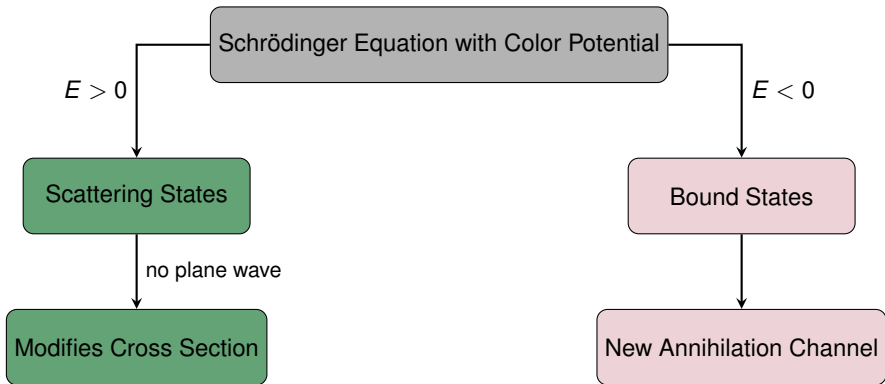 Schrödinger Equation with Color Potential
E > 0
E < 0
Scattering States
Bound States
no plane wave
Modifies Cross Section
New Annihilation Channel